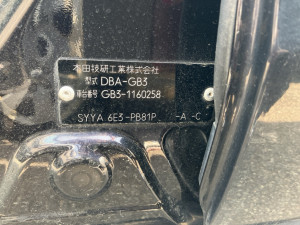 本田技研工業株式会社
型式 DBA-GB3
車台番号 GB3-1160258
SYYA 6E3-PB81P -A -C